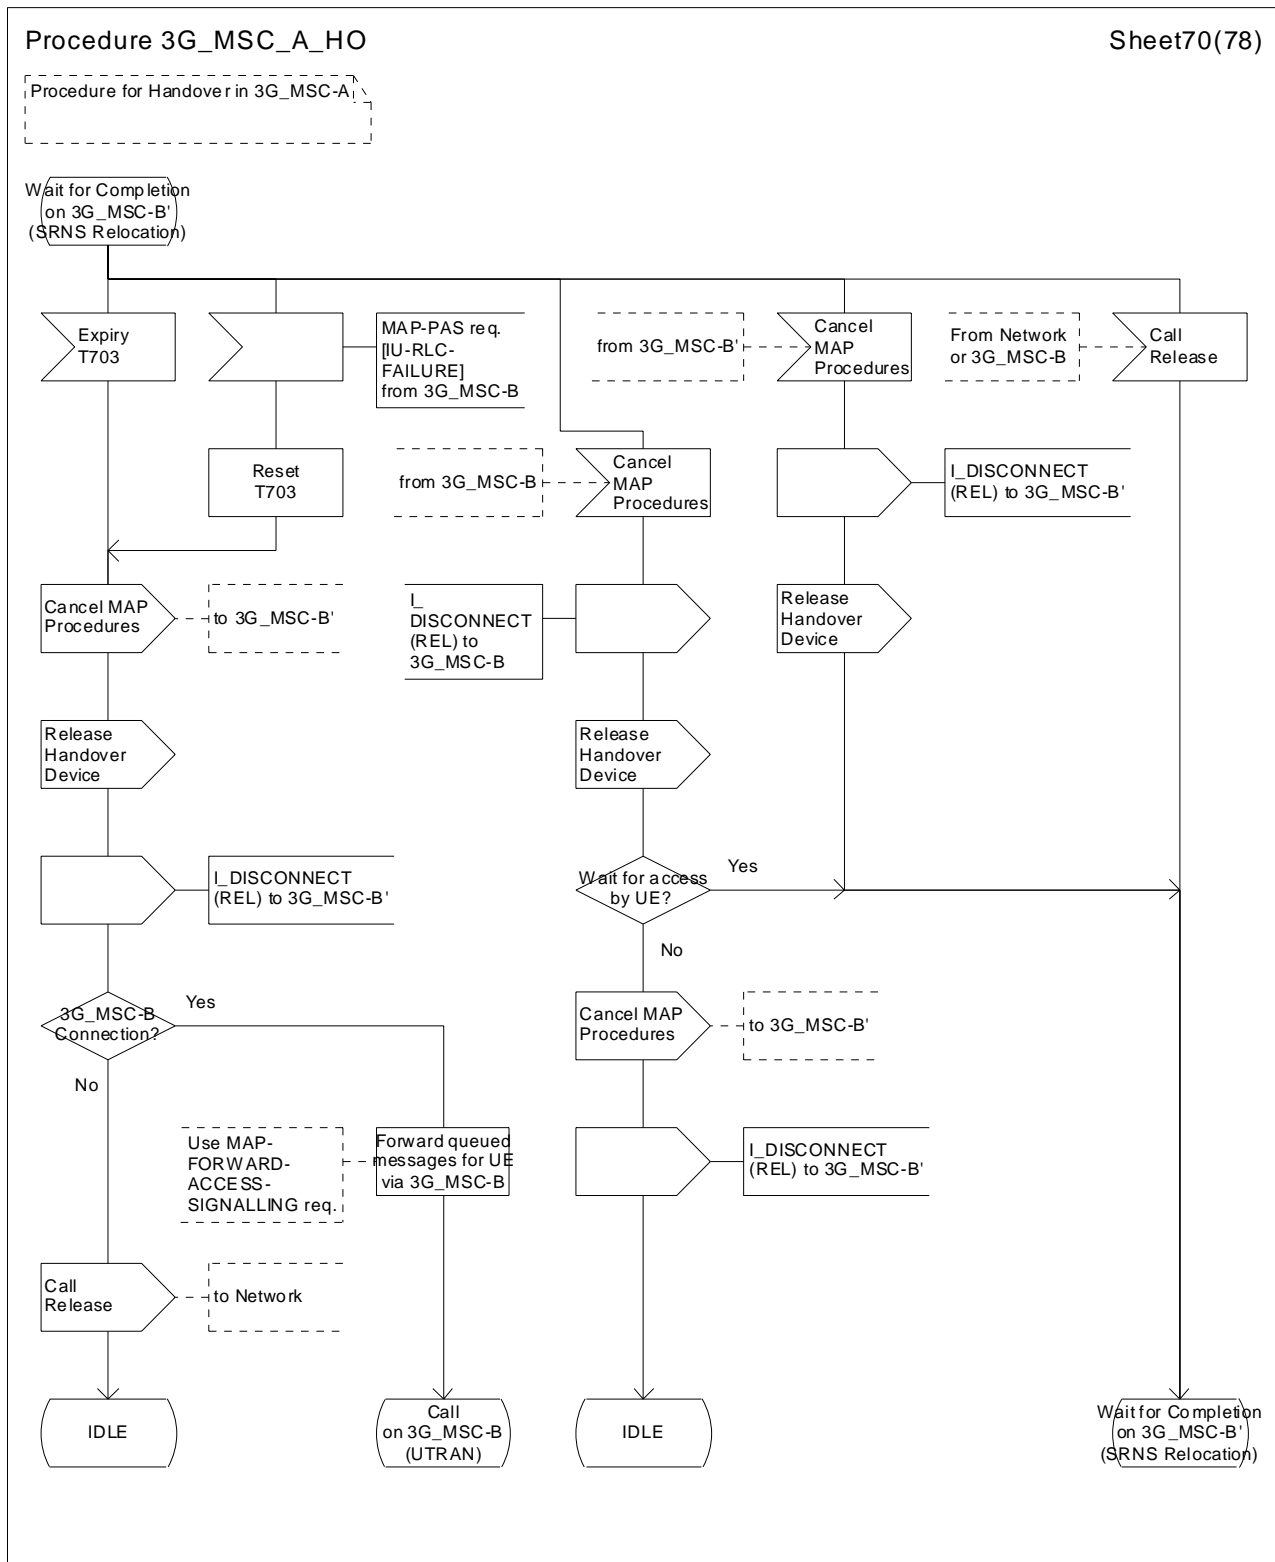 Procedure 3G_MSC_A_HO
Sheet70(78)
Procedure for Handover in 3G_MSC-A
Wait for Completion
on 3G_MSC-B'
(SRNS Relocation)
Expiry
T703
MAP-PAS req.
[IU-RLC-
FAILURE]
from 3G_MSC-B
from 3G_MSC-B'
Cancel
MAP
Procedures
From Network
or 3G_MSC-B
Call
Release
Reset
T703
from 3G_MSC-B
Cancel
MAP
Procedures
I_DISCONNECT
(REL) to 3G_MSC-B'
Cancel MAP
Procedures
to 3G_MSC-B'
I_
DISCONNECT
(REL) to
3G_MSC-B
Release
Handover
Device
Release
Handover
Device
Release
Handover
Device
I_DISCONNECT
(REL) to 3G_MSC-B'
Wait for access
by UE?
Yes
No
3G_MSC-B
Connection?
Yes
No
Cancel MAP
Procedures
to 3G_MSC-B'
Use MAP-
FORWARD-
ACCESS-
SIGNALLING req.
Forward queued
messages for UE
via 3G_MSC-B
I_DISCONNECT
(REL) to 3G_MSC-B'
Call
Release
to Network
IDLE
Call
on 3G_MSC-B
(UTRAN)
IDLE
Wait for Completion
on 3G_MSC-B'
(SRNS Relocation)